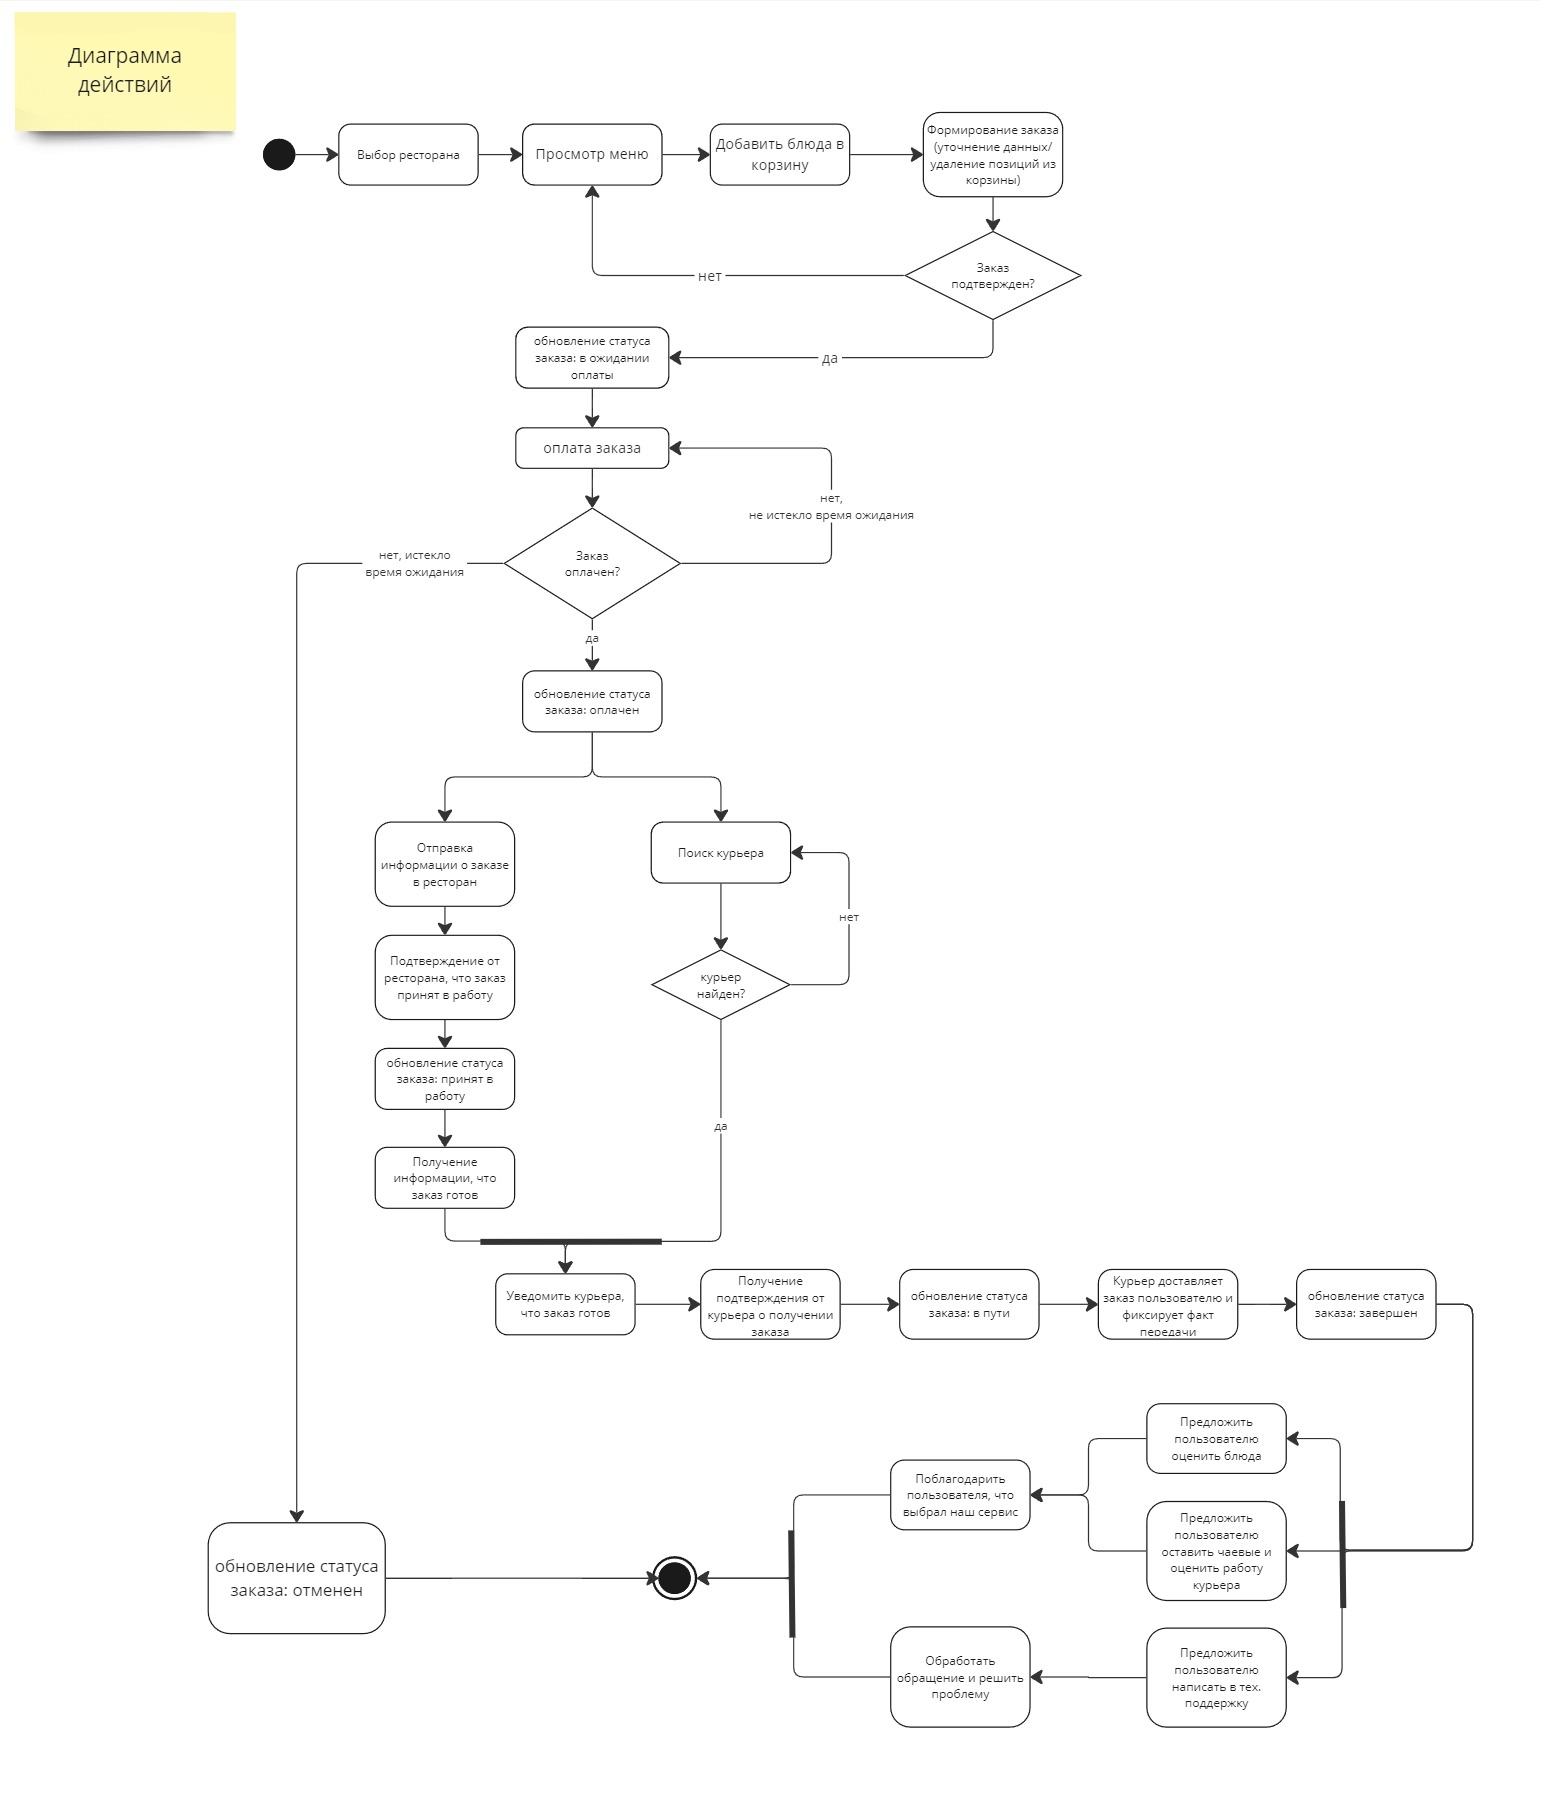 Диаграмма
действий
Выбор ресторана
Просмотр меню
Добавить блюда в
корзину
Формирование заказа
(уточнение данных/
удаление позиций из
корзины)
Заказ
подтвержден?
нет
да
обновление статуса
заказа: в ожидании
оплаты
оплата заказа
нет,
не истекло время ожидания
Заказ
оплачен?
нет, истекло
время ожидания
да
обновление статуса
заказа: оплачен
Отправка
информации о заказе
в ресторан
Поиск курьера
нет
Подтверждение от
ресторана, что заказ
принят в работу
курьер
найден?
обновление статуса
заказа: принят в
работу
да
Получение
информации, что
заказ готов
Уведомить курьера,
что заказ готов
Получение
подтверждения от
курьера о получении
заказа
обновление статуса
заказа: в пути
Курьер доставляет
заказ пользователю и
фиксирует факт
передачи
обновление статуса
заказа: завершен
Предложить
пользователю
оценить блюда
Поблагодарить
пользователя, что
выбрал наш сервис
Предложить
пользователю
оставить чаевые и
оценить работу
курьера
обновление статуса
заказа: отменен
Обработать
обращение и решить
проблему
Предложить
пользователю
написать в тех.
поддержку